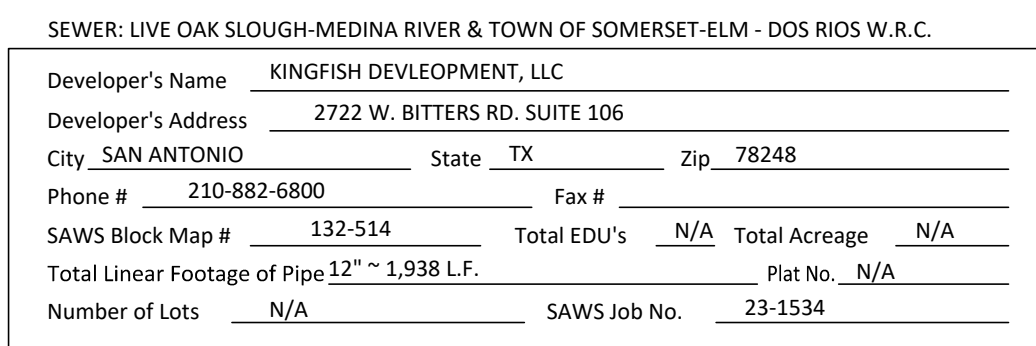 SEWER: LIVE OAK SLOUGH-MEDINA RIVER & TOWN OF SOMERSET-ELM - DOS RIOS W.R.C.
Developer's Name KINGFISH DEVLEOPMENT, LLC
Developer's Address 2722 W. BITTERS RD. SUITE 106
City SAN ANTONIO State TX Zip 78248
Phone # 210-882-6800 Fax #
SAWS Block Map # 132-514 Total EDU's N/A Total Acreage N/A
Total Linear Footage of Pipe 12" ~ 1,938 L.F. Plat No. N/A
Number of Lots N/A SAWS Job No. 23-1534